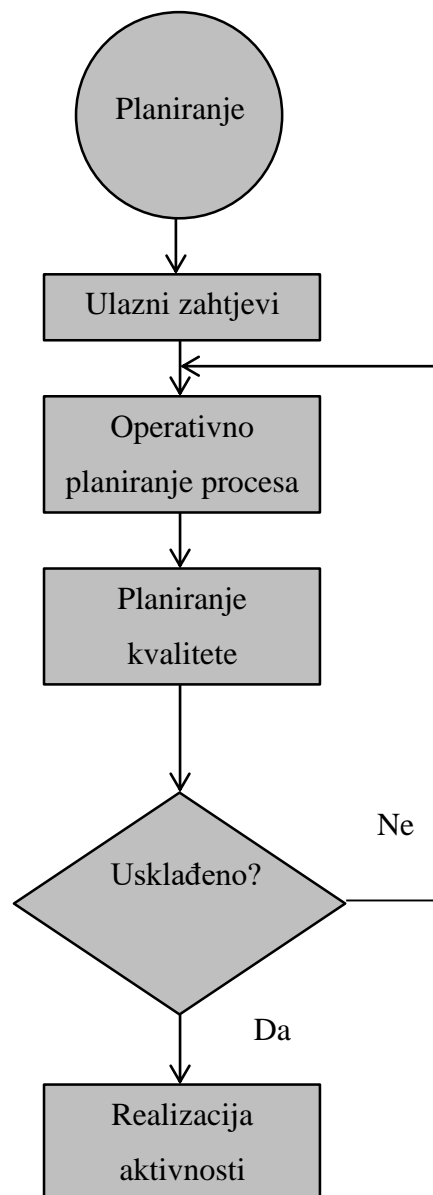 Planiranje
Ulazni zahtjevi
Operativno
planiranje procesa
Planiranje
kvalitete
Ne
Usklađeno?
Da
Realizacija
aktivnosti